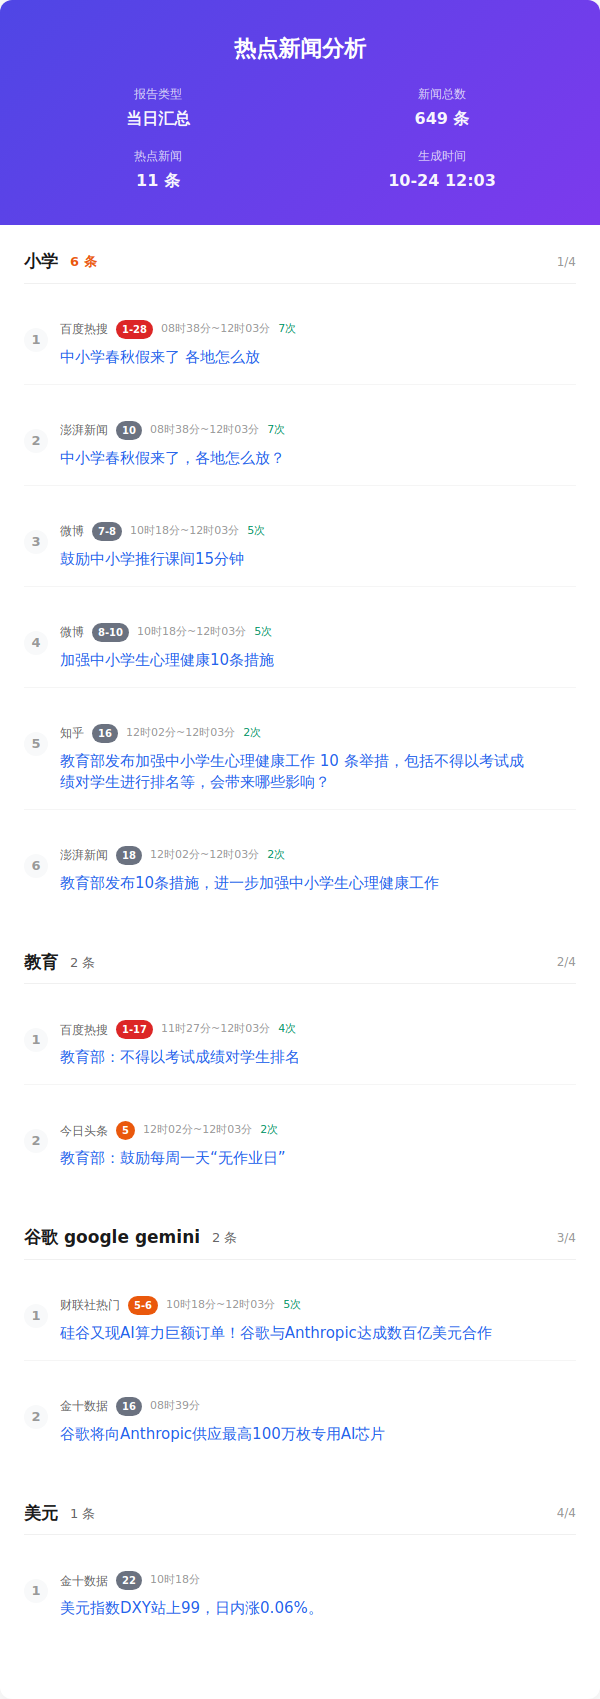 热点新闻分析
报告类型
新闻总数
当日汇总
649 条
热点新闻
生成时间
11 条
10-24 12:03
小学 6 条 1/4
1
百度热搜 1-28 08时38分~12时03分 7次
中小学春秋假来了 各地怎么放
2
澎湃新闻 10 08时38分~12时03分 7次
中小学春秋假来了，各地怎么放？
3
微博 7-8 10时18分~12时03分 5次
鼓励中小学推行课间15分钟
4
微博 8-10 10时18分~12时03分 5次
加强中小学生心理健康10条措施
5
知乎 16 12时02分~12时03分 2次
教育部发布加强中小学生心理健康工作 10 条举措，包括不得以考试成
绩对学生进行排名等，会带来哪些影响？
6
澎湃新闻 18 12时02分~12时03分 2次
教育部发布10条措施，进一步加强中小学生心理健康工作
教育 2 条 2/4
1
百度热搜 1-17 11时27分~12时03分 4次
教育部：不得以考试成绩对学生排名
2
今日头条 5 12时02分~12时03分 2次
教育部：鼓励每周一天“无作业日”
谷歌 google gemini 2 条 3/4
1
财联社热门 5-6 10时18分~12时03分 5次
硅谷又现AI算力巨额订单！谷歌与Anthropic达成数百亿美元合作
2
金十数据 16 08时39分
谷歌将向Anthropic供应最高100万枚专用AI芯片
美元 1 条 4/4
1
金十数据 22 10时18分
美元指数DXY站上99，日内涨0.06%。